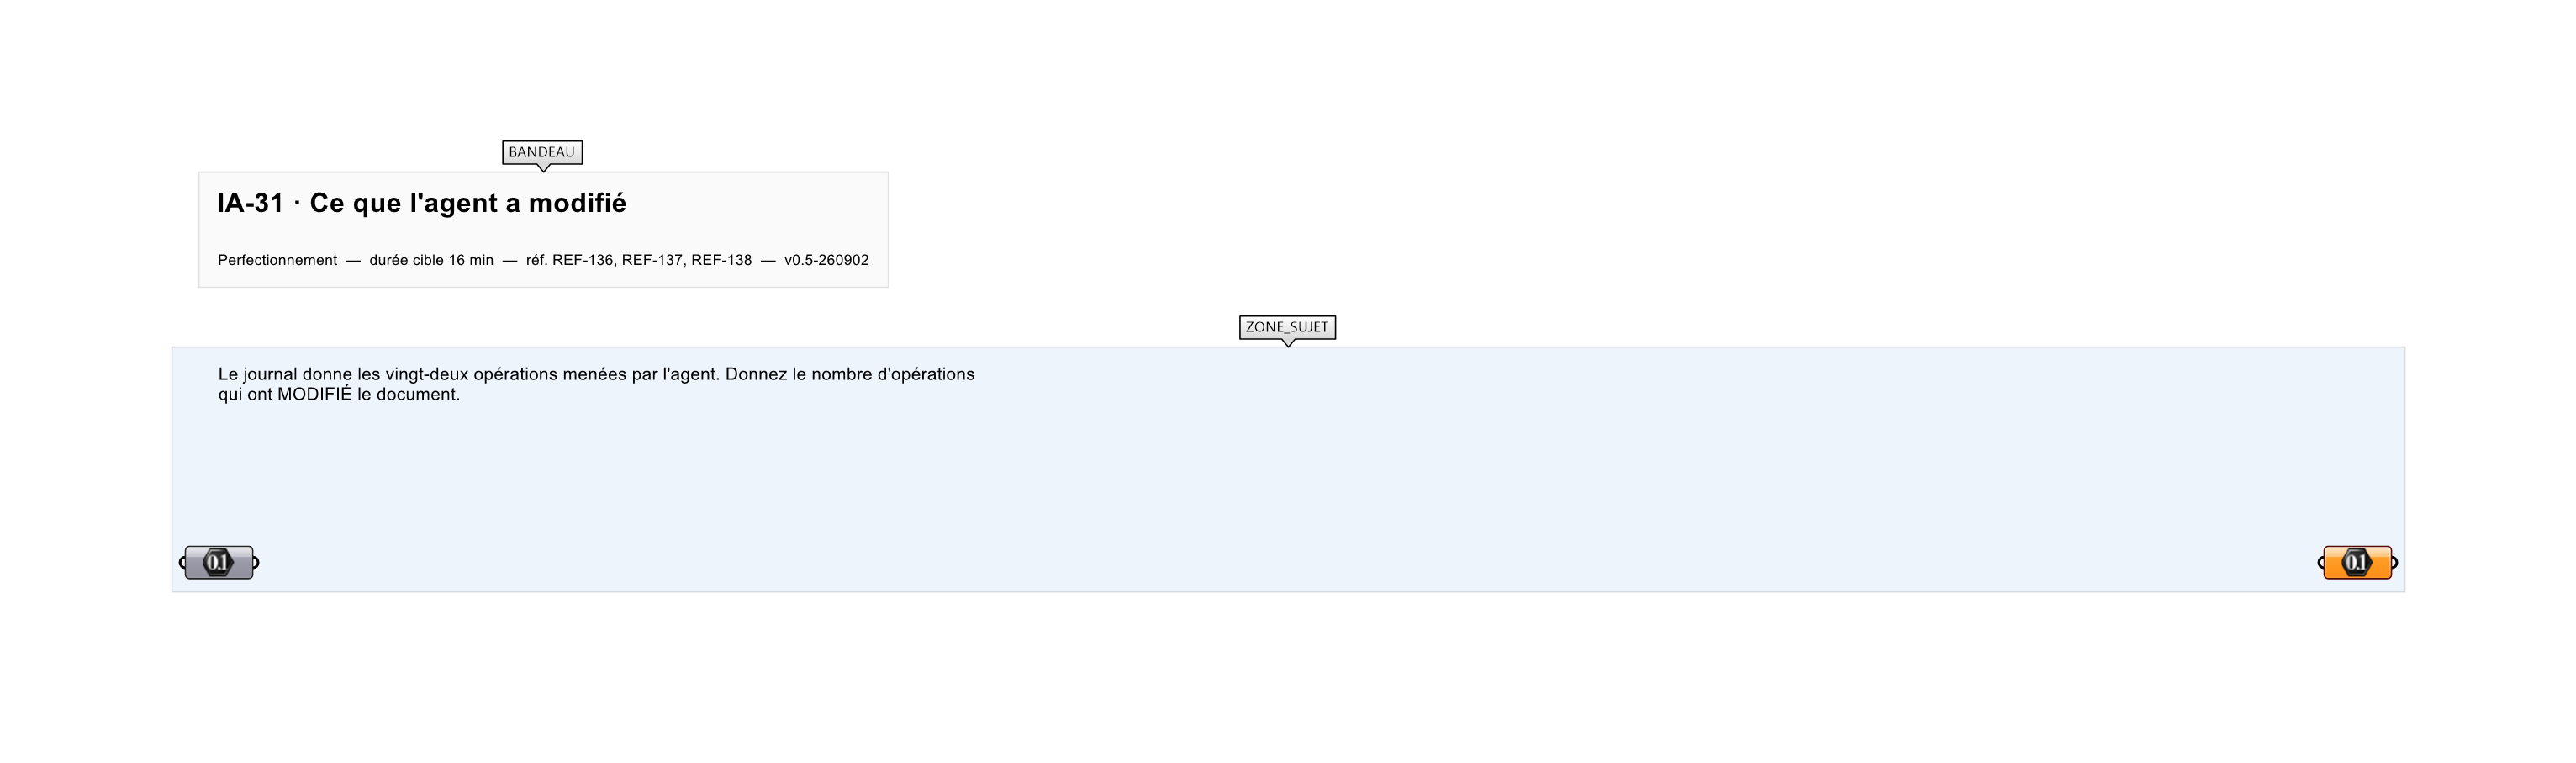 BANDEAU
IA-31 · Ce que l'agent a modifié
Perfectionnement — durée cible 16 min — réf. REF-136, REF-137, REF-138 — v0.5-260902
ZONE_SUJET
Le journal donne les vingt-deux opérations menées par l'agent. Donnez le nombre d'opérations
qui ont MODIFIÉ le document.
0.1
0.1